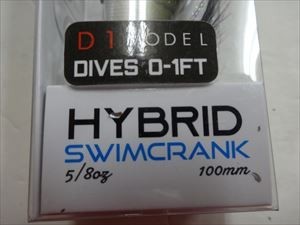 D1 MODEL
DIVES 0-1FT
HYBRID
SWIMCRANK
5/8oz 100mm